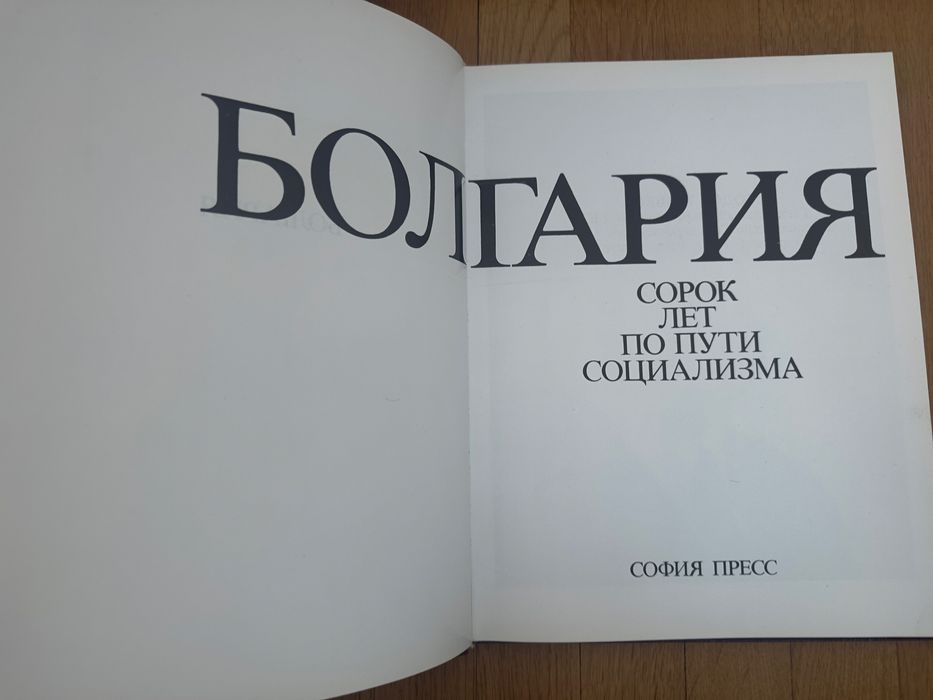 БОЛГАРИЯ
СОРОК
ЛЕТ
ПО ПУТИ
СОЦИАЛИЗМА
СОФИЯ ПРЕСС